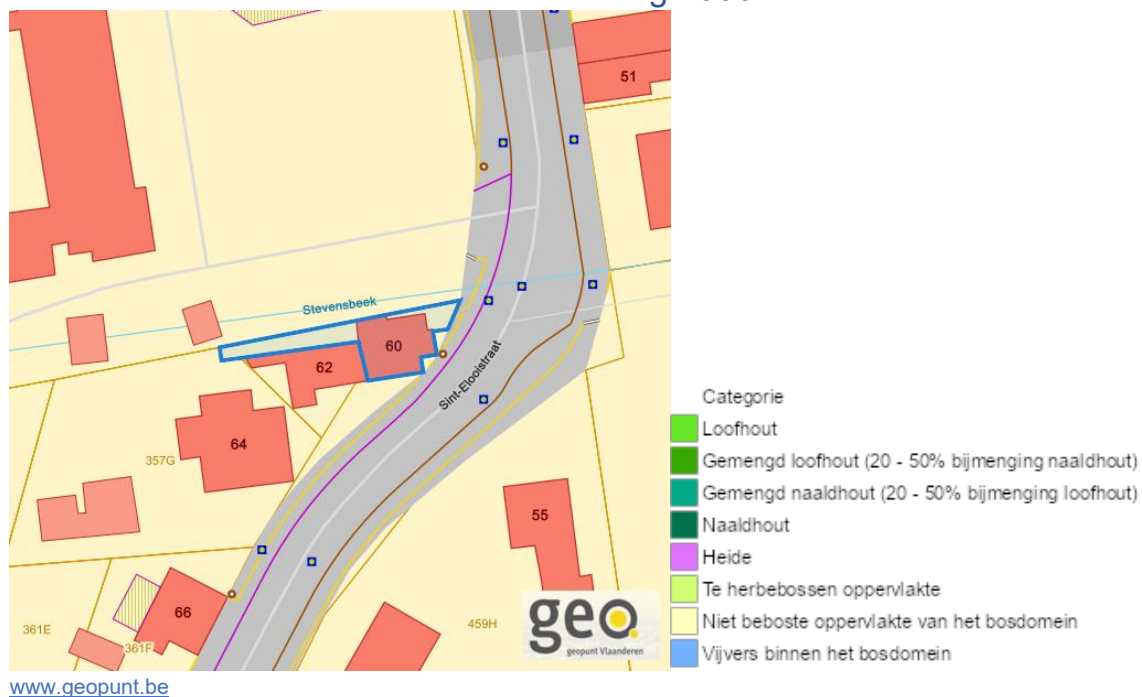 51
Stevensbeek
60
62
Sint-Elooistraat
64
357G
55
66
361E
361F
459H
geo.
geopunt Vlaanderen
Categorie
Loofhout
Gemengd loofhout (20 - 50% bijmenging naaldhout)
Gemengd naaldhout (20 - 50% bijmenging loofhout)
Naaldhout
Heide
Te herbebossen oppervlakte
Niet beboste oppervlakte van het bosdomein
Vijvers binnen het bosdomein
www.geopunt.be